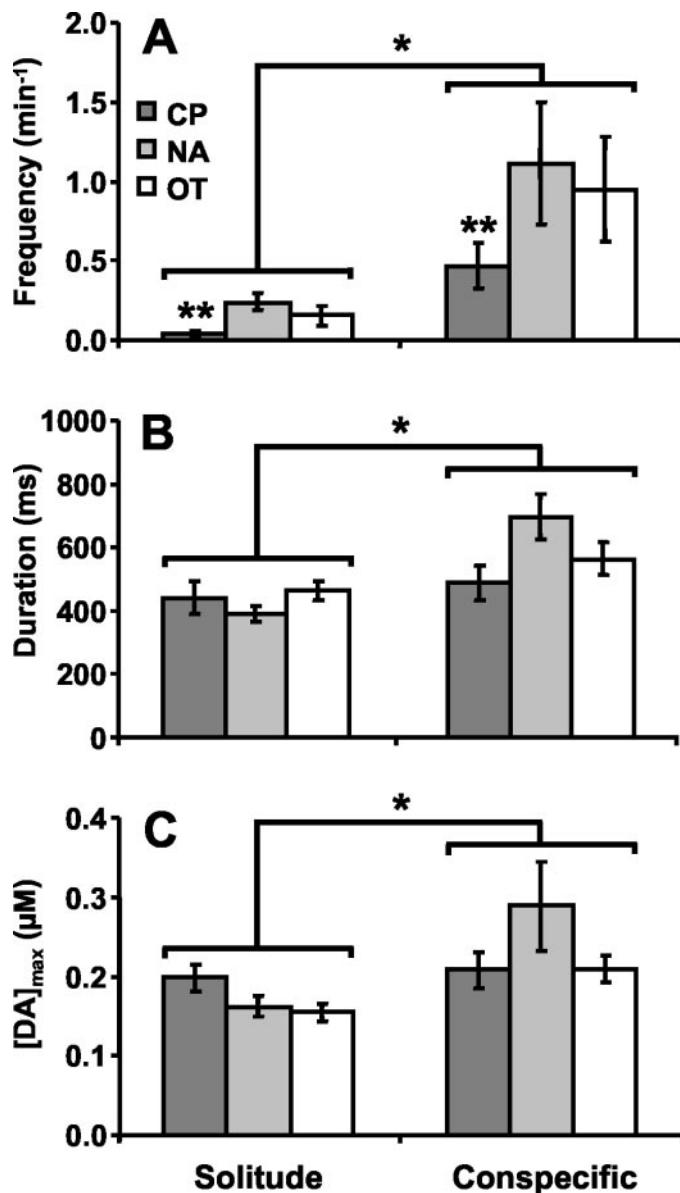 A
*
2.0
1.5
1.0
0.5
0.0
Frequency (min⁻¹)
CP
NA
OT
**
**
B
*
1000
800
600
400
200
0
Duration (ms)
C
*
0.4
0.3
0.2
0.1
0.0
[DA]max (μM)
Solitude Conspecific